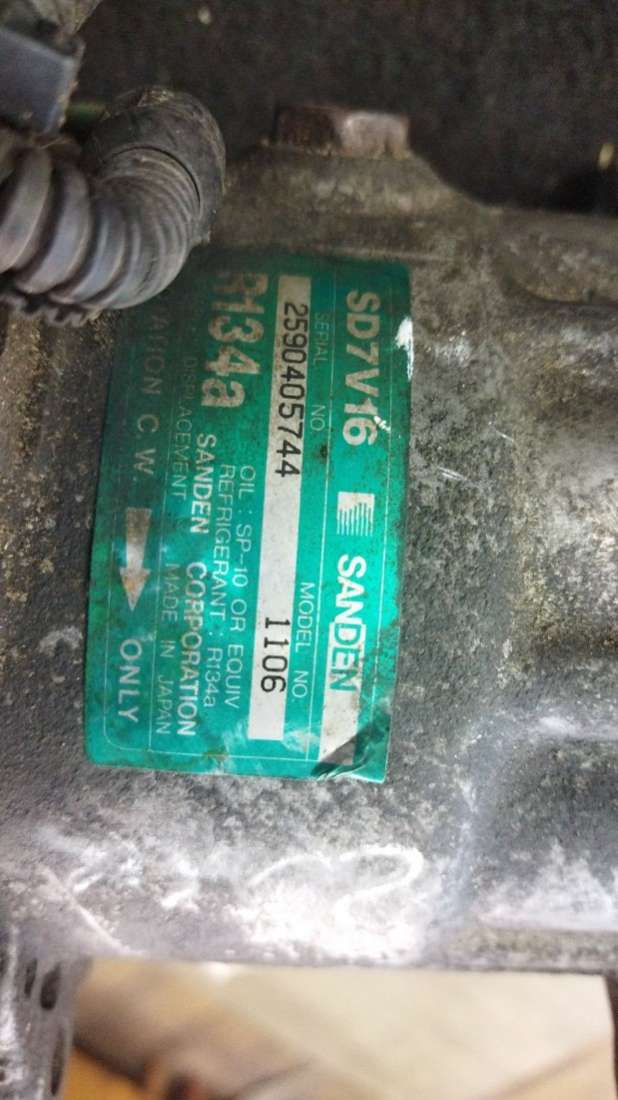 SD7V16 SANDEN
SERIAL NO. MODEL NO.
2590405744 1106
OIL : SP-10 OR EQUIV
R134a REFRIGERANT : R134a
SANDEN CORPORATION
DISPLACEMENT MADE IN JAPAN
C.W. ONLY